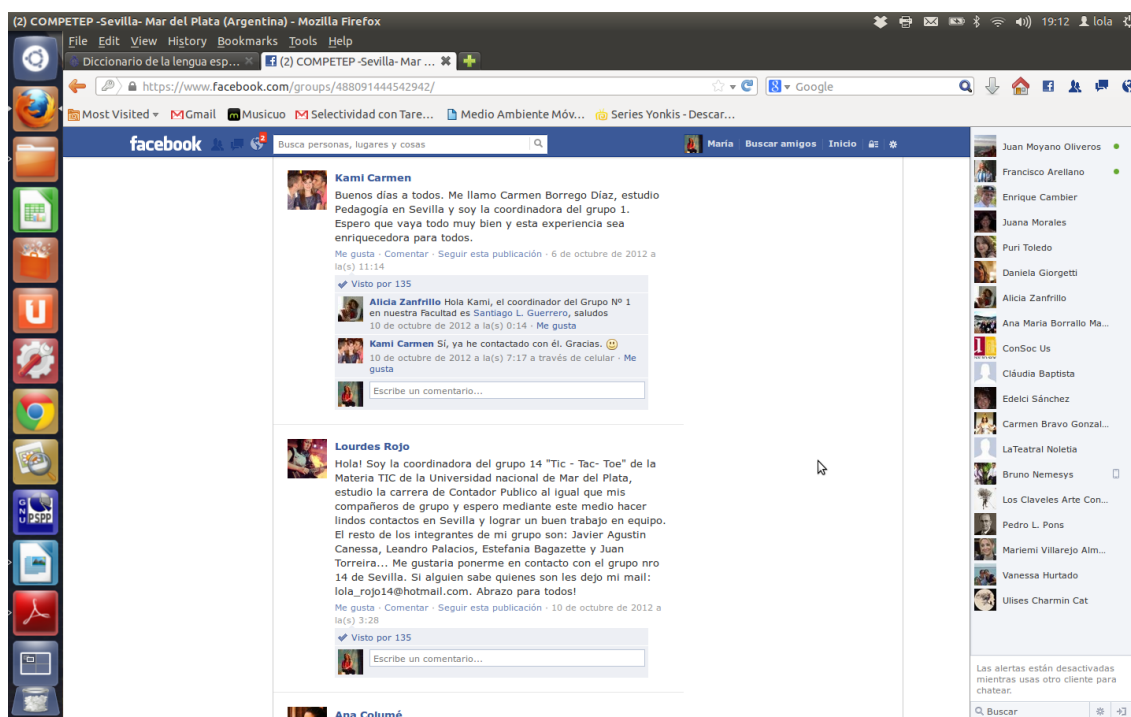 (2) COMPETEP -Sevilla- Mar del Plata (Argentina) - Mozilla Firefox
19:12 lola
File Edit View History Bookmarks Tools Help
Diccionario de la lengua esp...
(2) COMPETEP -Sevilla- Mar ...
https://www.facebook.com/groups/488091444542942/
Google
Most Visited
Gmail
Musicuo
Selectividad con Tare...
Medio Ambiente Móv...
Series Yonkis - Descar...
facebook
2
Busca personas, lugares y cosas
Maria Buscar amigos Inicio
Kami Carmen
Buenos días a todos. Me llamo Carmen Borrego Díaz, estudio
Pedagogía en Sevilla y soy la coordinadora del grupo 1.
Espero que vaya todo muy bien y esta experiencia sea
enriquecedora para todos.
Me gusta · Comentar · Seguir esta publicación · 6 de octubre de 2012 a
la(s) 11:14
Visto por 135
Alicia Zanfrillo Hola Kami, el coordinador del Grupo Nº 1
en nuestra Facultad es Santiago L. Guerrero, saludos
10 de octubre de 2012 a la(s) 0:14 · Me gusta
Kami Carmen Sí, ya he contactado con él. Gracias.
10 de octubre de 2012 a la(s) 7:17 a través de celular · Me
gusta
Escribe un comentario...
Lourdes Rojo
Hola! Soy la coordinadora del grupo 14 "Tic - Tac- Toe" de la
Materia TIC de la Universidad nacional de Mar del Plata,
estudio la carrera de Contador Publico al igual que mis
compañeros de grupo y espero mediante este medio hacer
lindos contactos en Sevilla y lograr un buen trabajo en equipo.
El resto de los integrantes de mi grupo son: Javier Agustin
Canessa, Leandro Palacios, Estefania Bagazette y Juan
Torreira... Me gustaria ponerme en contacto con el grupo nro
14 de Sevilla. Si alguien sabe quienes son les dejo mi mail:
lola_rojo14@hotmail.com. Abrazo para todos!
Me gusta · Comentar · Seguir esta publicación · 10 de octubre de 2012 a
la(s) 3:28
Visto por 135
Escribe un comentario...
Ana Columé
Juan Moyano Oliveros
Francisco Arellano
Enrique Cambier
Juana Morales
Puri Toledo
Daniela Giorgetti
Alicia Zanfrillo
Ana Maria Borrallo Ma...
ConSoc Us
Cláudia Baptista
Edelci Sánchez
Carmen Bravo Gonzal...
LaTeatral Noletia
Bruno Nemesys
Los Claveles Arte Con...
Pedro L. Pons
Mariemi Villarejo Alm...
Vanessa Hurtado
Ulises Charmin Cat
Las alertas están desactivadas
mientras usas otro cliente para
chatear.
Buscar
GNU
PSPP